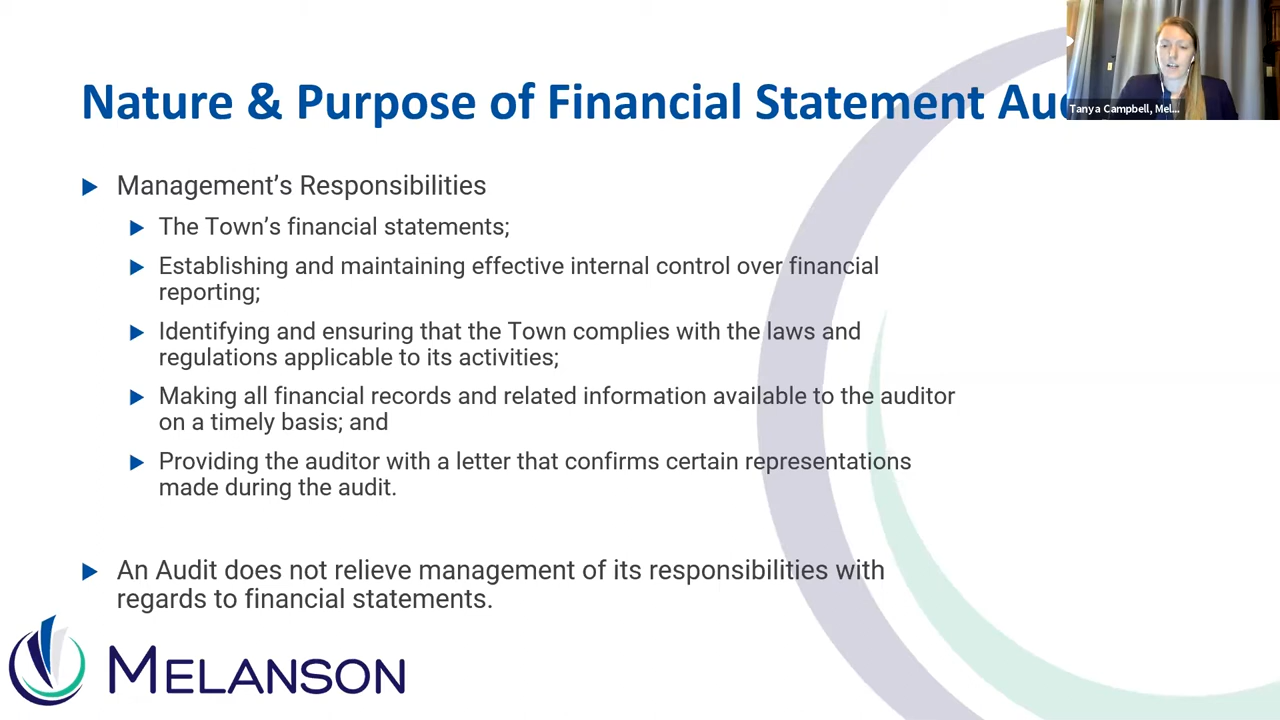 Nature & Purpose of Financial Statement Au
Tanya Campbell, Mel...
Management's Responsibilities
The Town's financial statements;
Establishing and maintaining effective internal control over financial
reporting;
Identifying and ensuring that the Town complies with the laws and
regulations applicable to its activities;
Making all financial records and related information available to the auditor
on a timely basis; and
Providing the auditor with a letter that confirms certain representations
made during the audit.
An Audit does not relieve management of its responsibilities with
regards to financial statements.
MELANSON